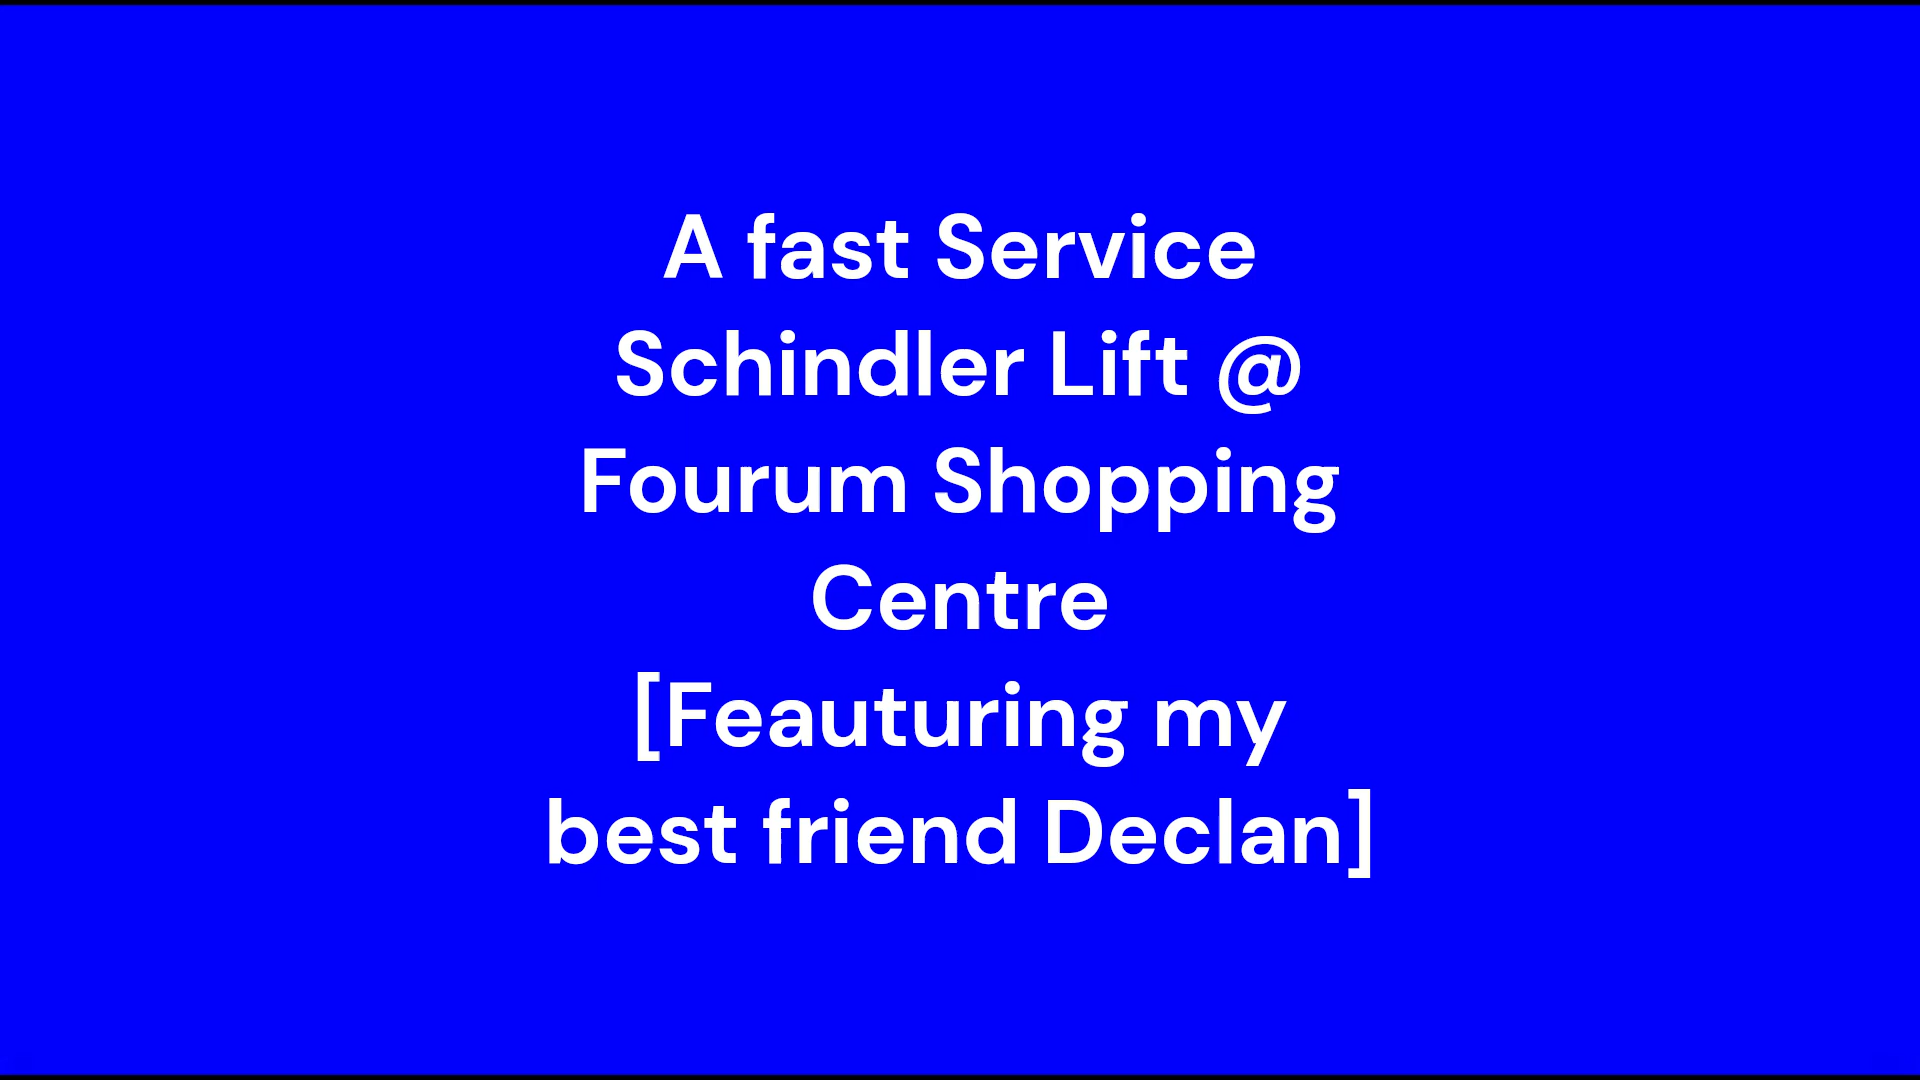 A fast Service
Schindler Lift @
Fourum Shopping
Centre
[Feauturing my
best friend Declan]